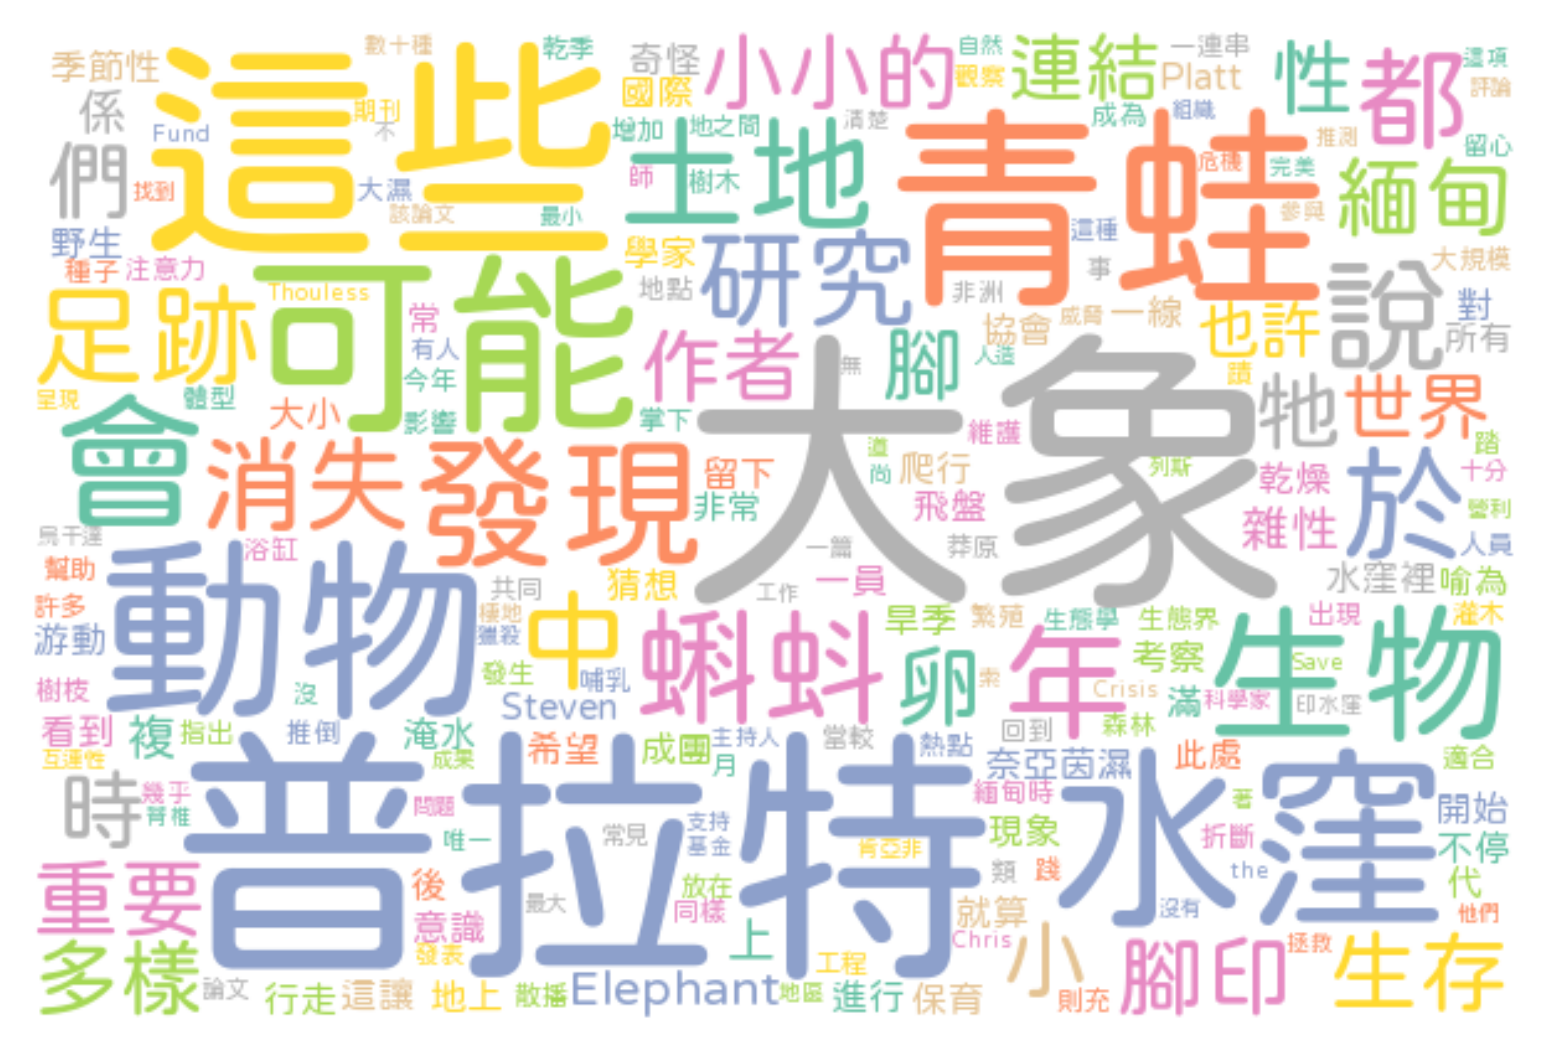 季節性
數十種
乾季
奇怪
小小的
自然
觀察
連結
一連串
Platt
性
都
這項
評論
係
Fund
這些
期刊
不
國際
增加
地之間
清楚
成為
組織
推測
留心
們
找到
大濕
該論文
最小
師
樹木
土地
青蛙
危機
完美
參與
緬甸
野生
種子
注意力
學家
研究
地點
非洲
這種
事
大規模
足跡
Thouless
可能
常
有人
今年
影響
作者
腳
人造
協會
威爾
一線
也許
說
對
所有
呈現
體型
大小
掌下
無
大象
蹟
牠
世界
會
消失
發現
留下
非常
道
尚
爬行
飛盤
維護
列斯
乾燥
雜性
於
踏
十分
營利
人員
烏干達
浴缸
一篇
莽原
幫助
許多
游動
動物
共同
猜想
工作
一員
水窪裡
喻為
棲地
獵殺
中
蝌蚪
旱季
繁殖
生態學
生態界
出現
灌木
樹枝
沒
發生
哺乳
Steven
卵
索
年
Crisis
考察
生物
Save
看到
複
指出
推倒
淹水
希望
成團
主持人
月
當較
熱點
回到
森林
滿
科學家
印水窪
互連性
成果
奈亞茵濕
此處
適合
時
幾乎
脊椎
普拉特
問題
唯一
常見
支持
基金
肯亞非
緬甸時
現象
水窪
著
折斷
the
開始
不停
重要
後
意識
最大
放在
同樣
類
踐
就算
沒有
代
他們
多樣
論文
行走
這讓
發表
地上
散播
Elephant
上
地區
工程
進行
保育
Chris
小
則充
腳印
拯救
生存